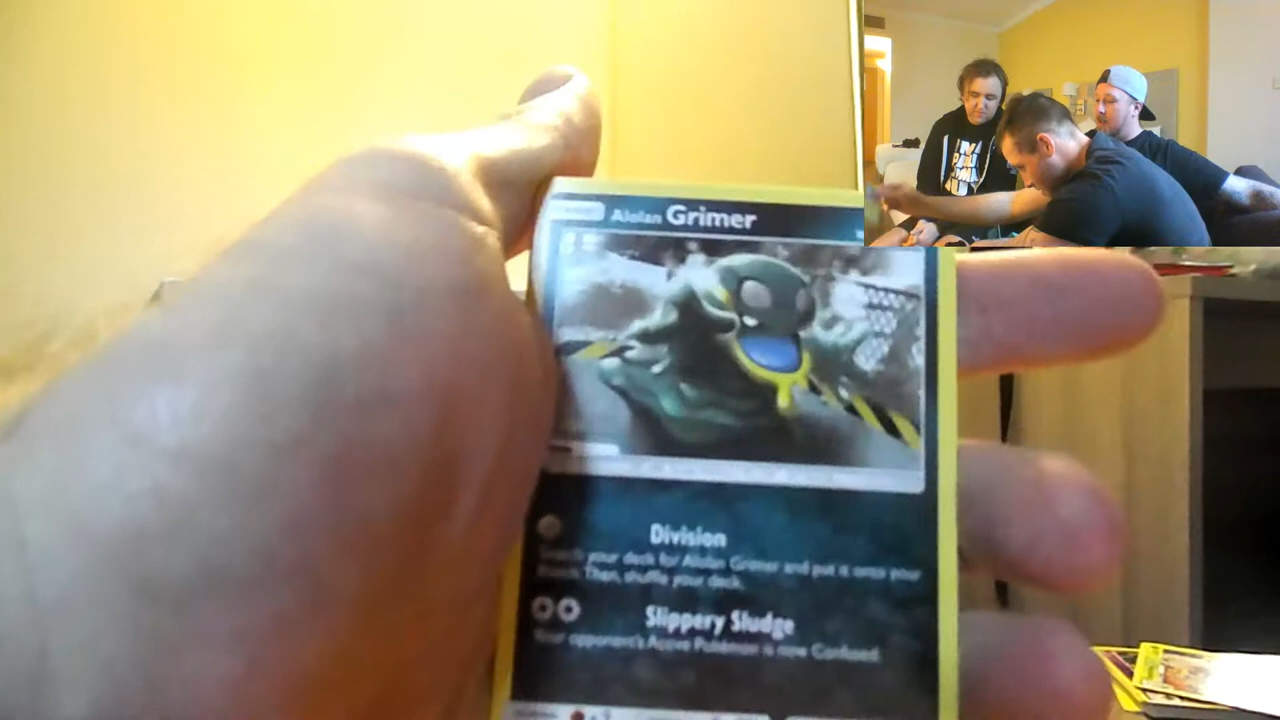 Alolan Grimer
Division
Search your deck for Alolan Grimer and put it onto your
Bench. Then, shuffle your deck.
Slippery Sludge
Your opponent's Active Pokémon is now Confused.